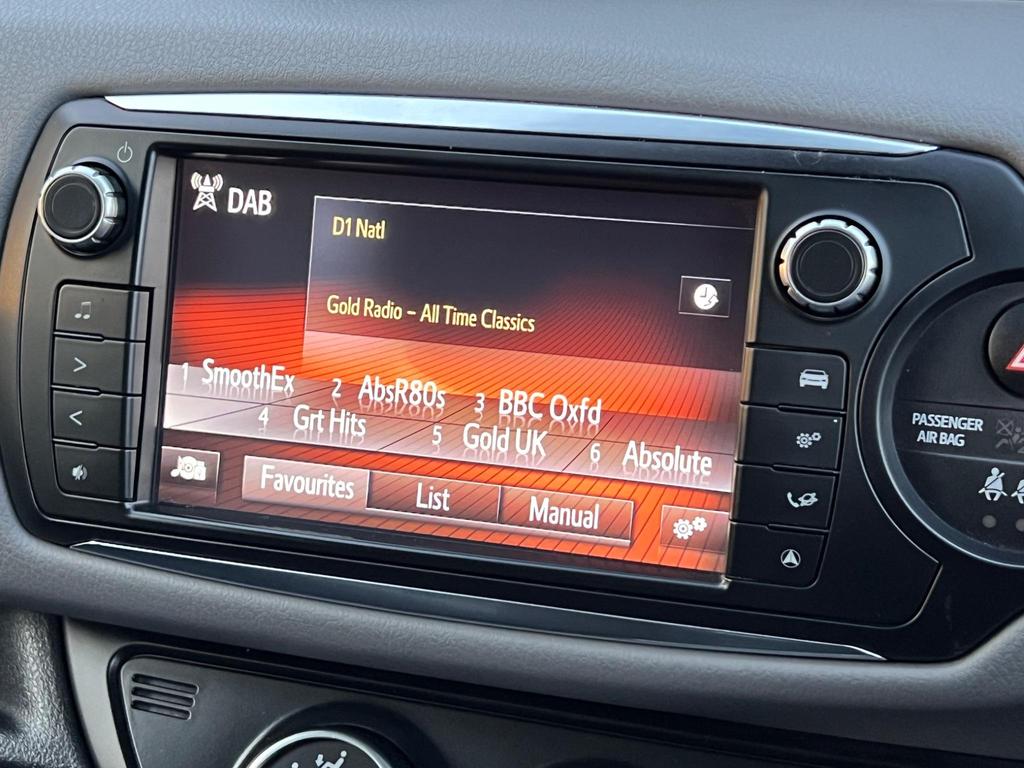 DAB
D1 Natl
Gold Radio – All Time Classics
1 SmoothEx 2 AbsR80s 3 BBC Oxfd
4 Grt Hits 5 Gold UK 6 Absolute
Favourites List Manual
PASSENGER
AIR BAG